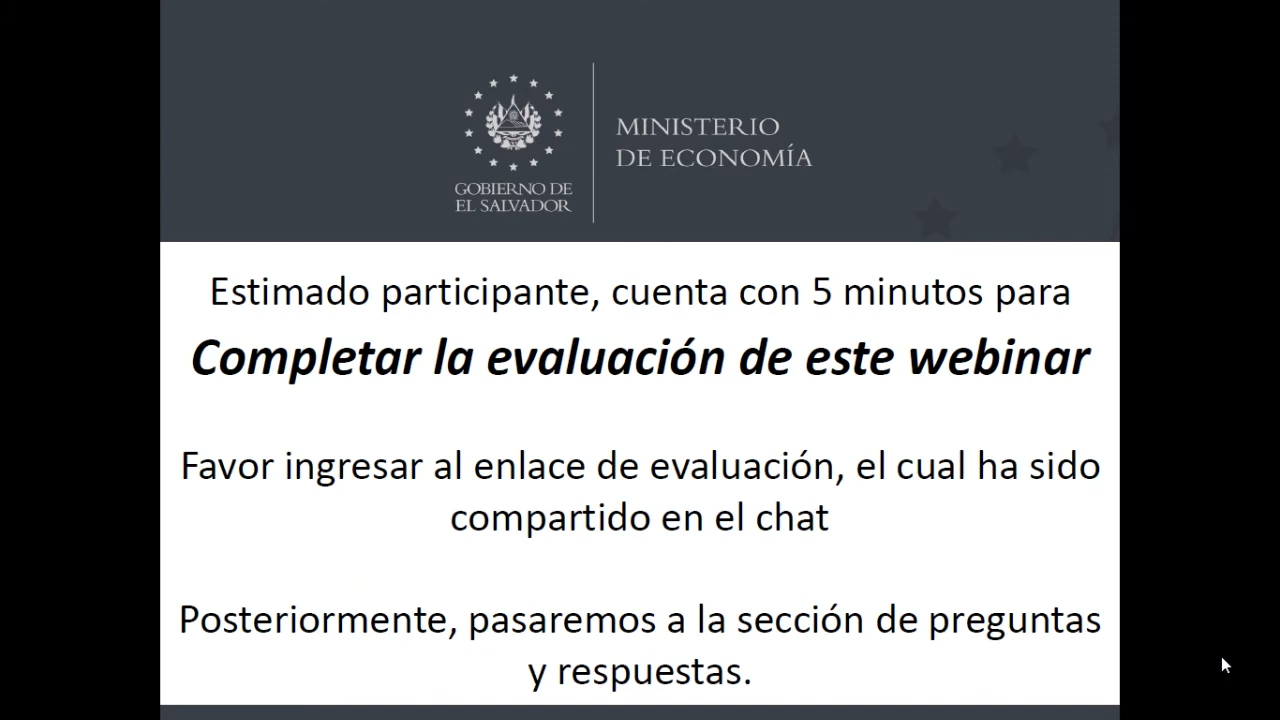 GOBIERNO DE
EL SALVADOR
MINISTERIO
DE ECONOMÍA
Estimado participante, cuenta con 5 minutos para
Completar la evaluación de este webinar
Favor ingresar al enlace de evaluación, el cual ha sido
compartido en el chat
Posteriormente, pasaremos a la sección de preguntas
y respuestas.